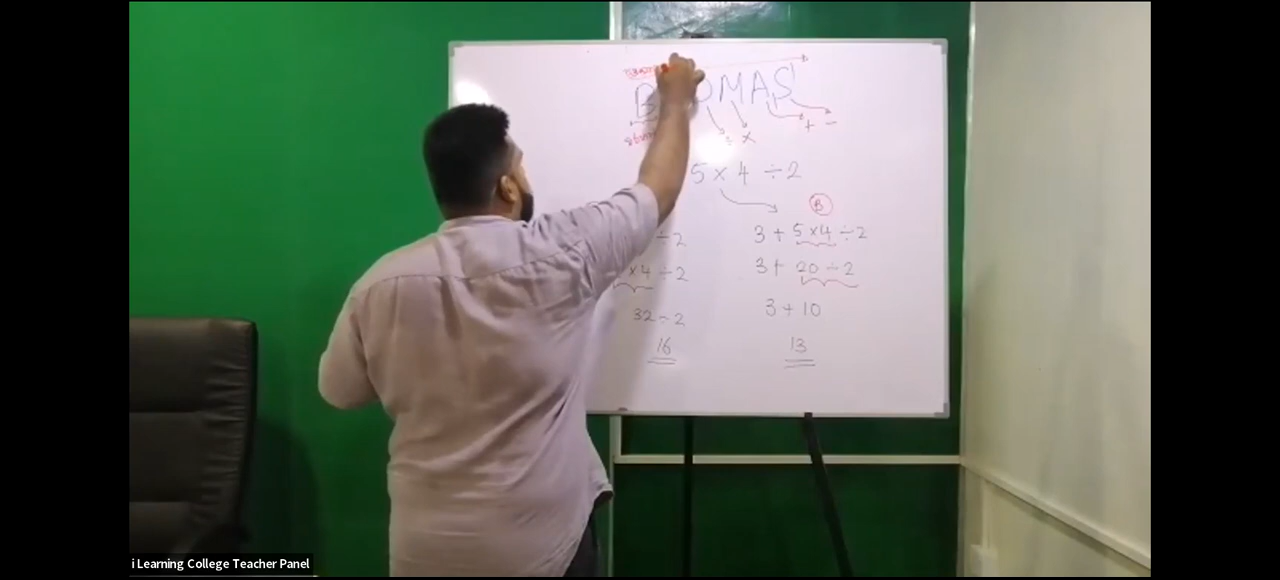 B DMAS
÷ × + -
5 × 4 ÷ 2
B
÷ 2
3 + 5 × 4 ÷ 2
× 4 ÷ 2
3 + 20 ÷ 2
32 ÷ 2
3 + 10
16
13
i Learning College Teacher Panel